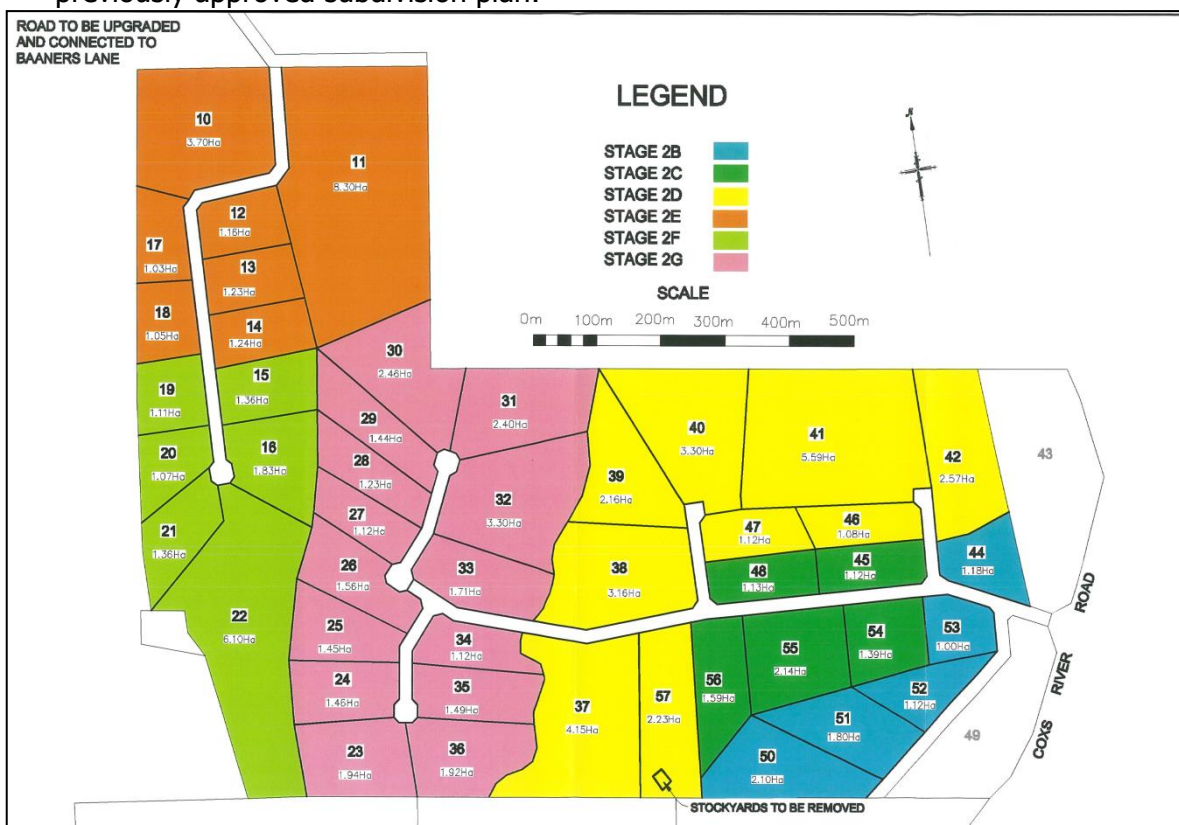 previously approved subdivision plan.
ROAD TO BE UPGRADED
AND CONNECTED TO
BAANERS LANE
LEGEND
STAGE 2B
STAGE 2C
STAGE 2D
STAGE 2E
STAGE 2F
STAGE 2G
SCALE
0m 100m 200m 300m 400m 500m
N
10
3.70Ha
11
8.30Ha
12
1.16Ha
17
1.03Ha
13
1.23Ha
18
1.05Ha
14
1.24Ha
30
2.46Ha
15
1.36Ha
19
1.11Ha
31
2.40Ha
29
1.44Ha
40
3.30Ha
41
5.59Ha
42
2.57Ha
43
20
1.07Ha
16
1.83Ha
28
1.23Ha
39
2.16Ha
32
3.30Ha
27
1.12Ha
21
1.36Ha
47
1.12Ha
46
1.08Ha
26
1.56Ha
33
1.71Ha
38
3.16Ha
48
1.13Ha
45
1.12Ha
44
1.18Ha
22
6.10Ha
25
1.45Ha
34
1.12Ha
53
1.00Ha
54
1.39Ha
55
2.14Ha
56
1.59Ha
24
1.46Ha
35
1.49Ha
52
1.12Ha
37
4.15Ha
57
2.23Ha
51
1.80Ha
49
23
1.94Ha
36
1.92Ha
50
2.10Ha
COXS RIVER ROAD
STOCKYARDS TO BE REMOVED